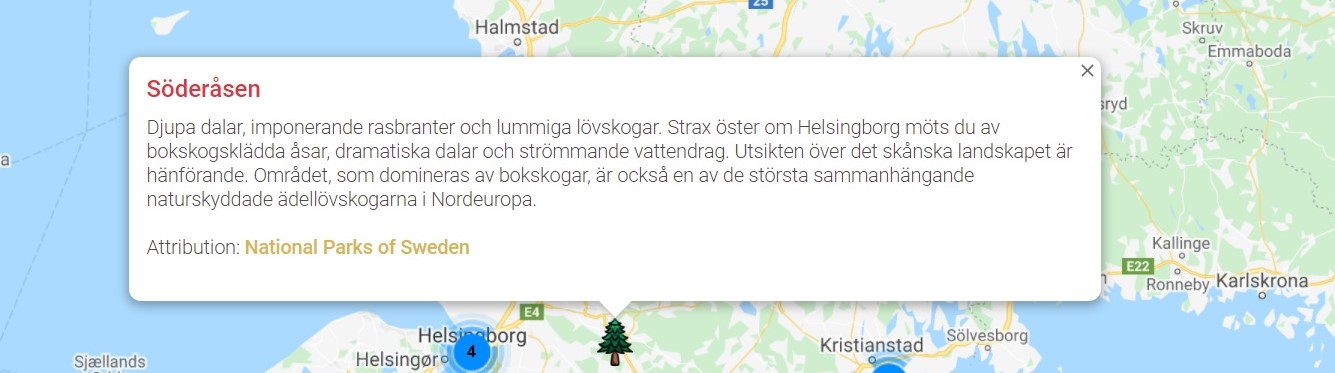 25
Halmstad
Skruv
Emmaboda
Söderåsen
sryd
Djupa dalar, imponerande rasbranter och lummiga lövskogar. Strax öster om Helsingborg möts du av
bokskogsklädda åsar, dramatiska dalar och strömmande vattendrag. Utsikten över det skånska landskapet är
hänförande. Området, som domineras av bokskogar, är också en av de största sammanhängande
naturskyddade ädellövskogarna i Nordeuropa.
Attribution: National Parks of Sweden
Kallinge
E22
Ronneby
Karlskrona
E4
Helsingborg
4
Helsingør
Sölvesborg
Kristianstad
Sjællands